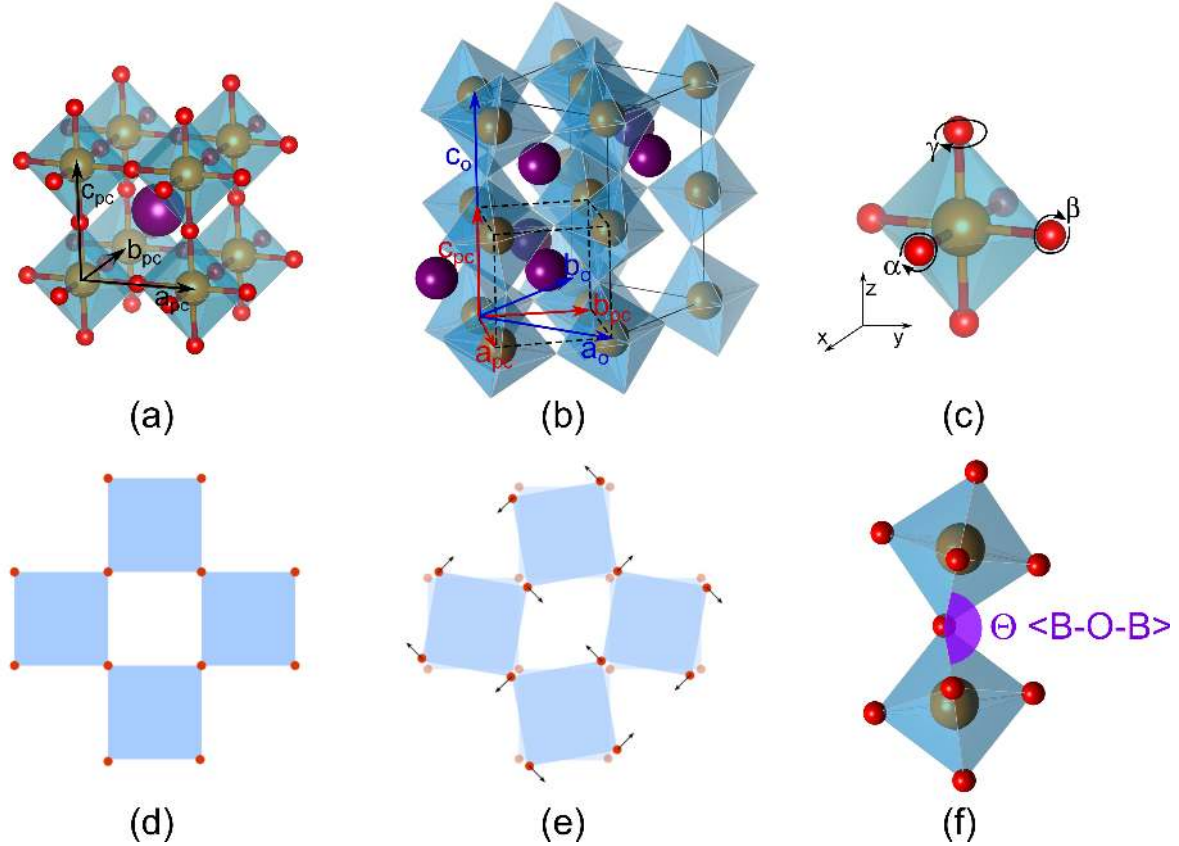 c_pc
b_pc
a_pc
(a)
c_o
c_pc
b_o
b_pc
a_pc
a_o
(b)
γ
β
α
z
x
y
(c)
(d)
(e)
Θ <B-O-B>
(f)